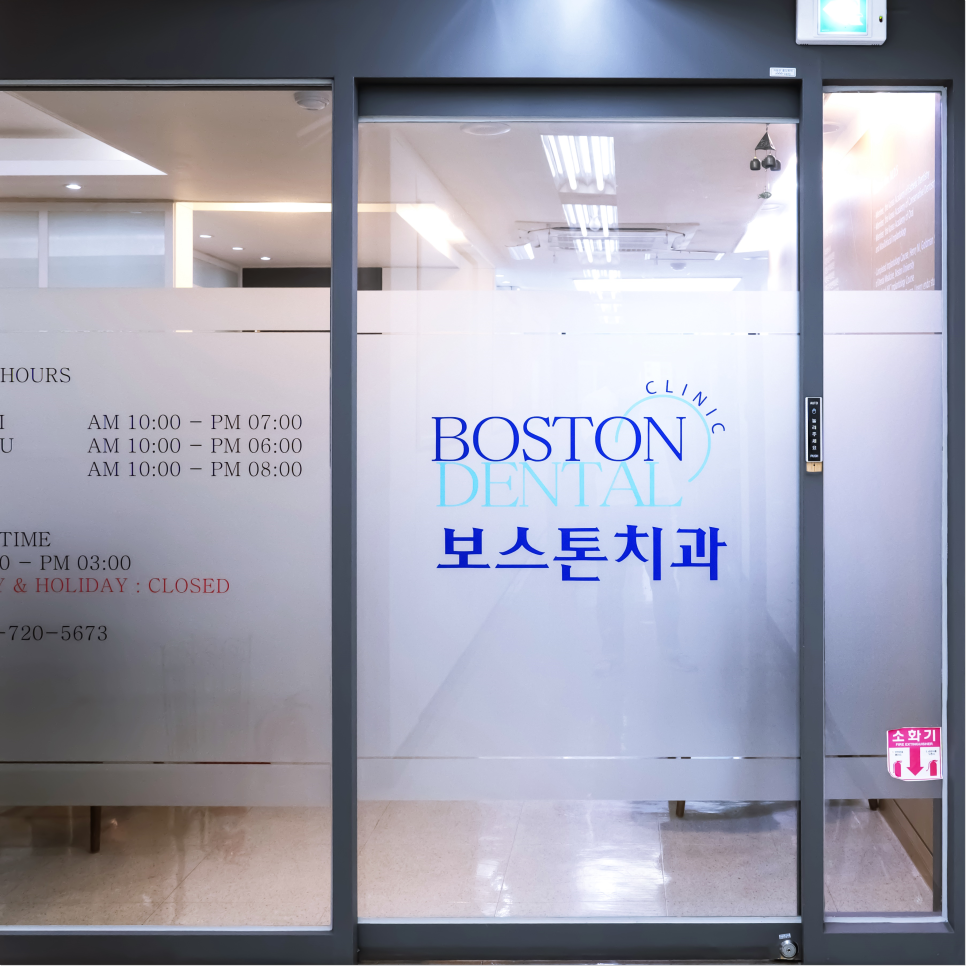 HOURS
I AM 10:00 - PM 07:00
U AM 10:00 - PM 06:00
AM 10:00 - PM 08:00
TIME
0 - PM 03:00
Y & HOLIDAY : CLOSED
-720-5673
CLINIC
BOSTON
DENTAL
보스톤치과
소화기
FIRE EXTINGUISHER